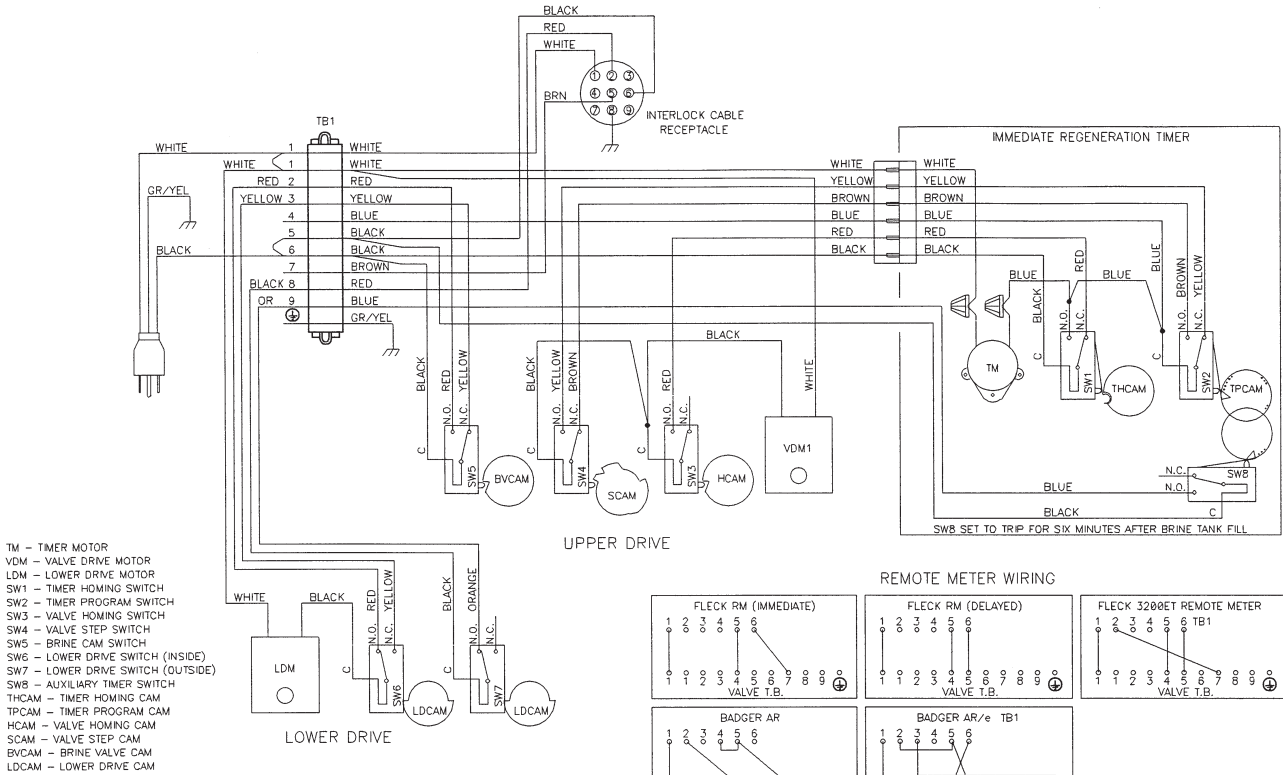 BLACK
RED
WHITE
1 2 3
4 5 6
7 8 9
BRN
INTERLOCK CABLE
RECEPTACLE
TB1
WHITE 1 WHITE
WHITE 1 WHITE
RED 2 RED
YELLOW 3 YELLOW
4 BLUE
5 BLACK
BLACK 6 BLACK
7 BROWN
BLACK 8 RED
OR 9 BLUE
GR/YEL
GR/YEL
IMMEDIATE REGENERATION TIMER
WHITE WHITE
YELLOW YELLOW
BROWN BROWN
BLUE BLUE
RED RED
BLACK BLACK
BLUE
BLACK
RED
BLUE
BLUE
BROWN
YELLOW
N.O.
N.C.
C
SW1
THCAM
TM
N.O.
N.C.
C
SW2
TPCAM
N.C.
N.O.
SW8
C
BLUE
BLACK
SW8 SET TO TRIP FOR SIX MINUTES AFTER BRINE TANK FILL
BLACK
RED
YELLOW
N.O.
N.C.
C
SW5
BVCAM
BLACK
YELLOW
BROWN
N.O.
N.C.
C
SW4
SCAM
RED
N.O.
N.C.
C
SW3
HCAM
BLACK
WHITE
VDM1
UPPER DRIVE
TM – TIMER MOTOR
VDM – VALVE DRIVE MOTOR
LDM – LOWER DRIVE MOTOR
SW1 – TIMER HOMING SWITCH
SW2 – TIMER PROGRAM SWITCH
SW3 – VALVE HOMING SWITCH
SW4 – VALVE STEP SWITCH
SW5 – BRINE CAM SWITCH
SW6 – LOWER DRIVE SWITCH (INSIDE)
SW7 – LOWER DRIVE SWITCH (OUTSIDE)
SW8 – AUXILIARY TIMER SWITCH
THCAM – TIMER HOMING CAM
TPCAM – TIMER PROGRAM CAM
HCAM – VALVE HOMING CAM
SCAM – VALVE STEP CAM
BVCAM – BRINE VALVE CAM
LDCAM – LOWER DRIVE CAM
WHITE
BLACK
LDM
RED
YELLOW
N.O.
N.C.
C
SW6
LDCAM
BLACK
ORANGE
N.O.
N.C.
C
SW7
LDCAM
LOWER DRIVE
REMOTE METER WIRING
FLECK RM (IMMEDIATE)
1 2 3 4 5 6
1 1 2 3 4 5 6 7 8 9
VALVE T.B.
FLECK RM (DELAYED)
1 2 3 4 5 6
1 1 2 3 4 5 6 7 8 9
VALVE T.B.
FLECK 3200ET REMOTE METER
1 2 3 4 5 6 TB1
1 1 2 3 4 5 6 7 8 9
VALVE T.B.
BADGER AR
1 2 3 4 5 6
BADGER AR/e TB1
1 2 3 4 5 6